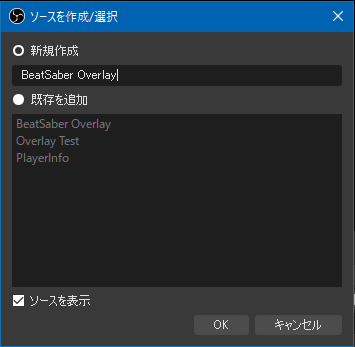 ソースを作成/選択
新規作成
BeatSaber Overlay
既存を追加
BeatSaber Overlay
Overlay Test
PlayerInfo
ソースを表示
OK
キャンセル